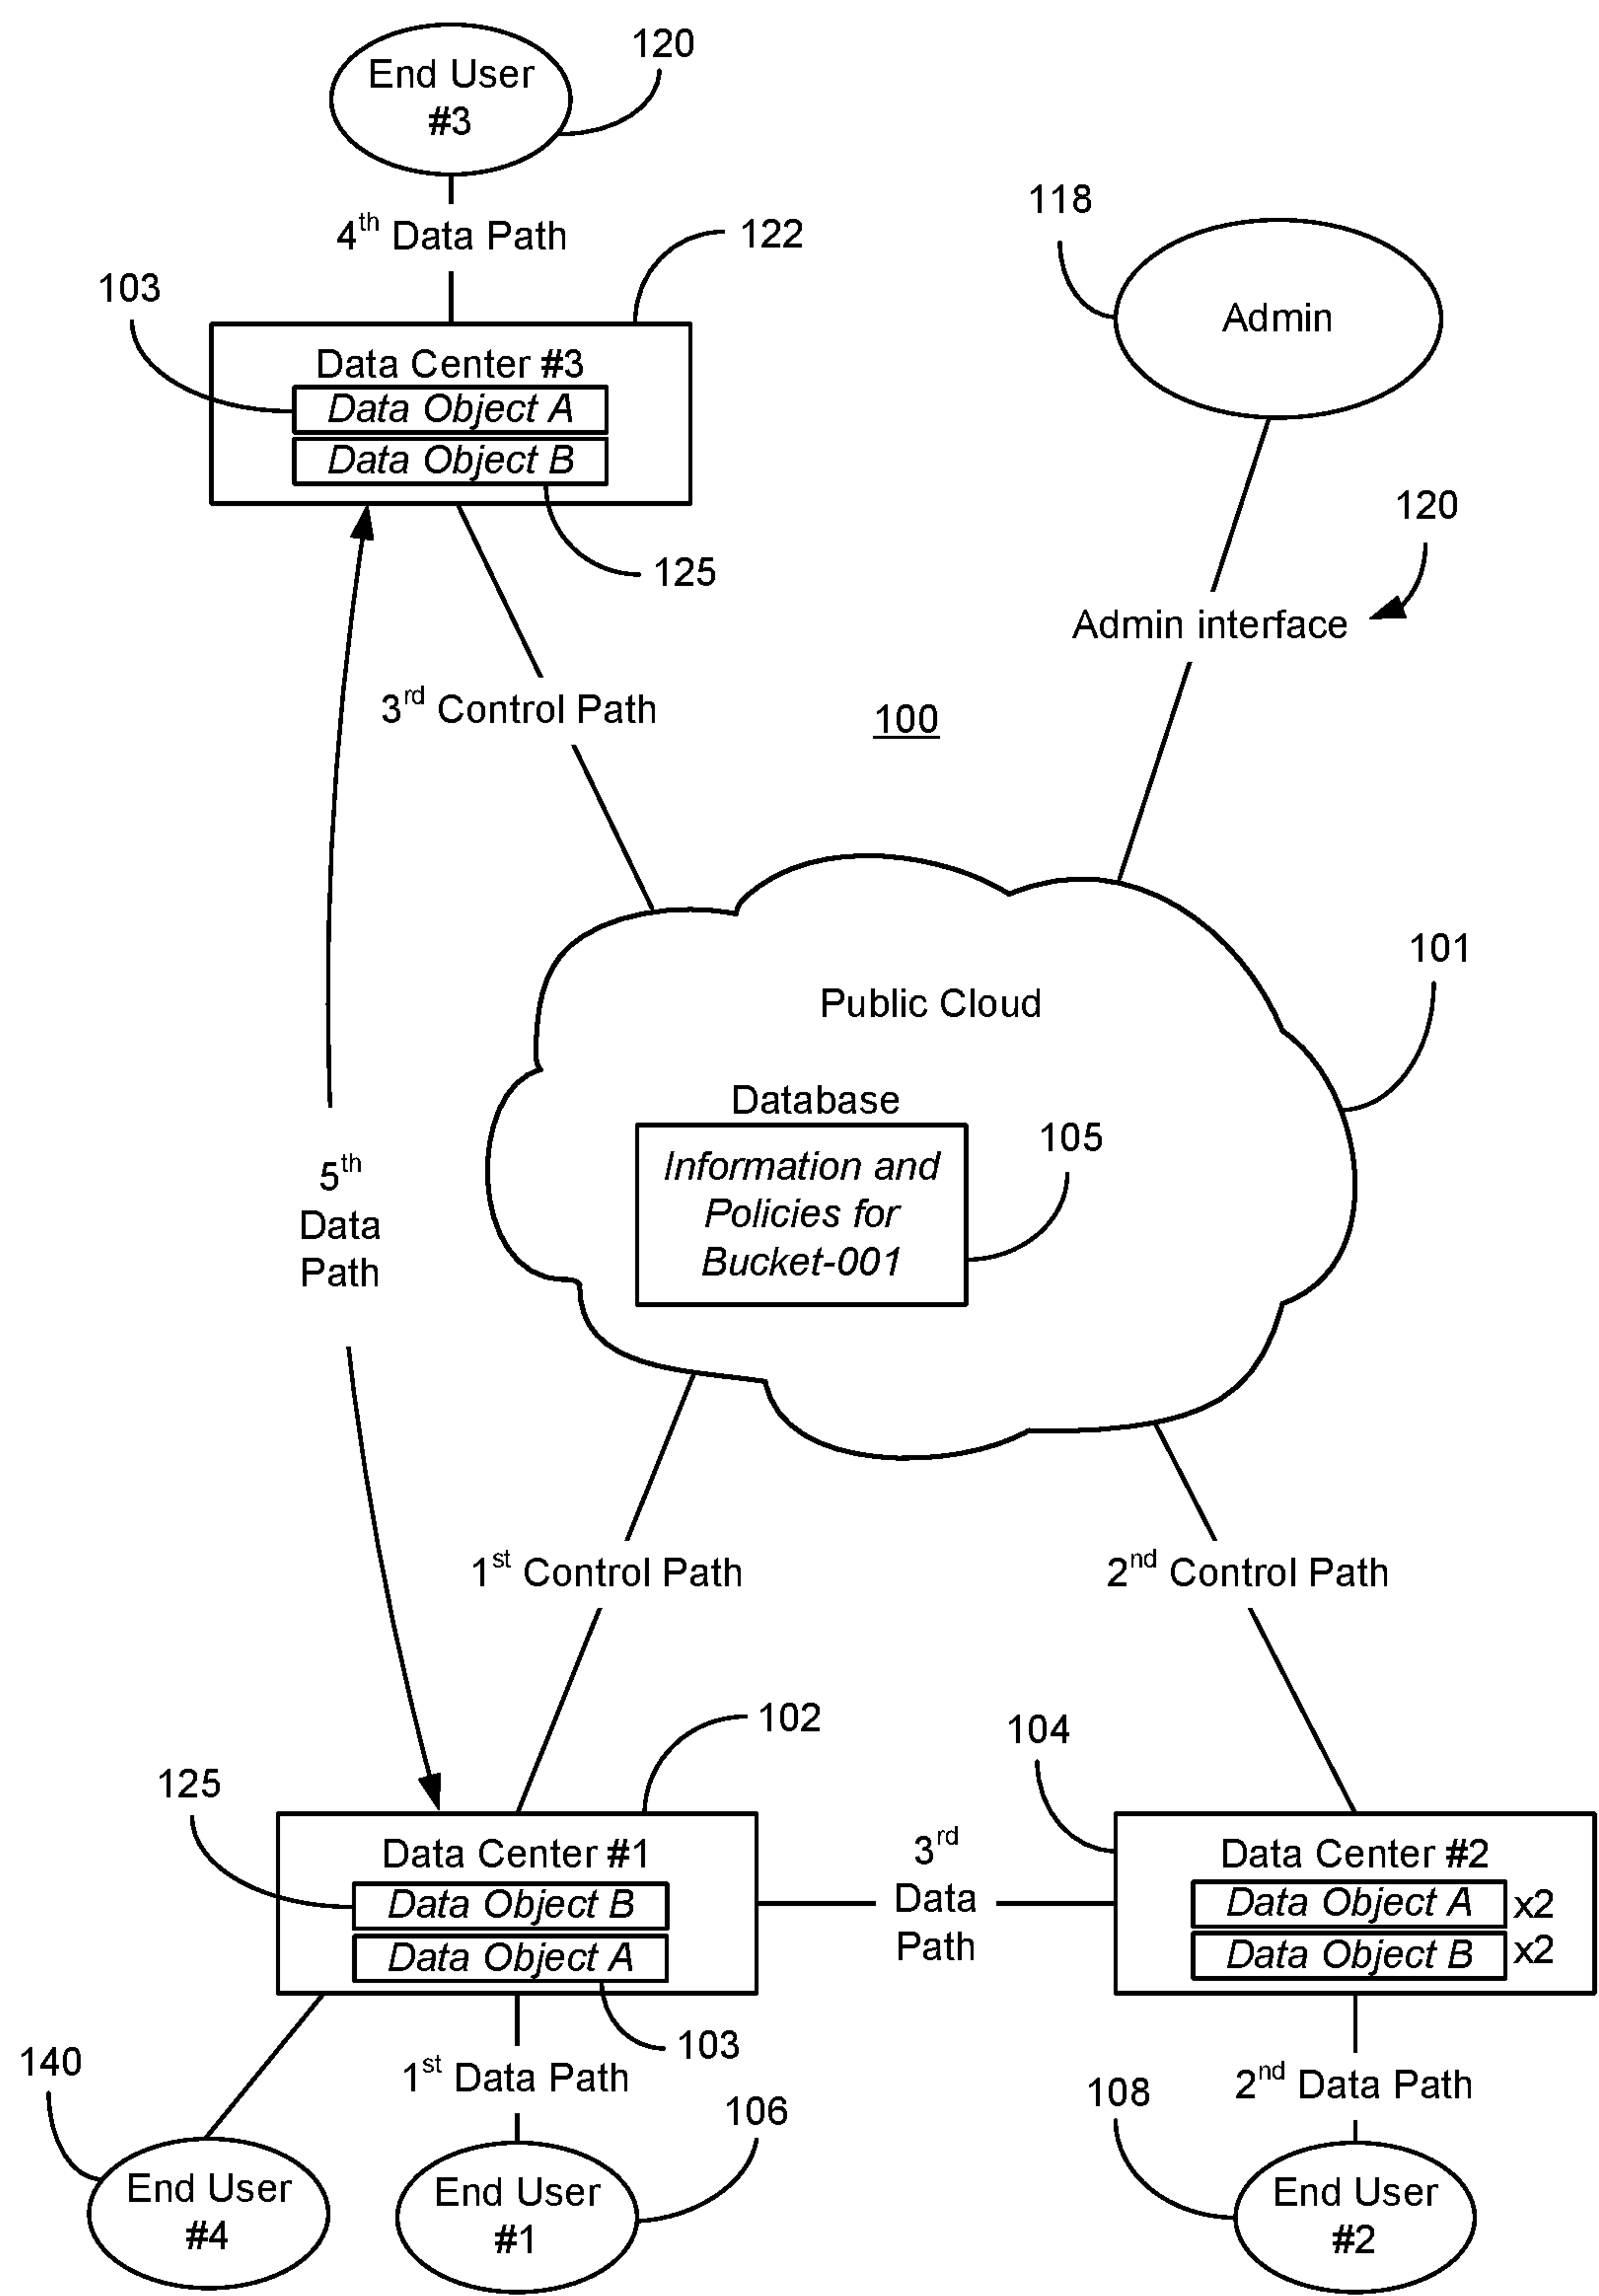 120
End User
#3
118
4th Data Path
122
103
Admin
Data Center #3
Data Object A
Data Object B
120
125
Admin interface
3rd Control Path
100
101
Public Cloud
Database
105
Information and
Policies for
Bucket-001
5th
Data
Path
1st Control Path
2nd Control Path
102
104
125
Data Center #1
Data Object B
Data Object A
3rd
Data
Path
Data Center #2
Data Object A x2
Data Object B x2
140
103
1st Data Path
106
108
2nd Data Path
End User
#4
End User
#1
End User
#2